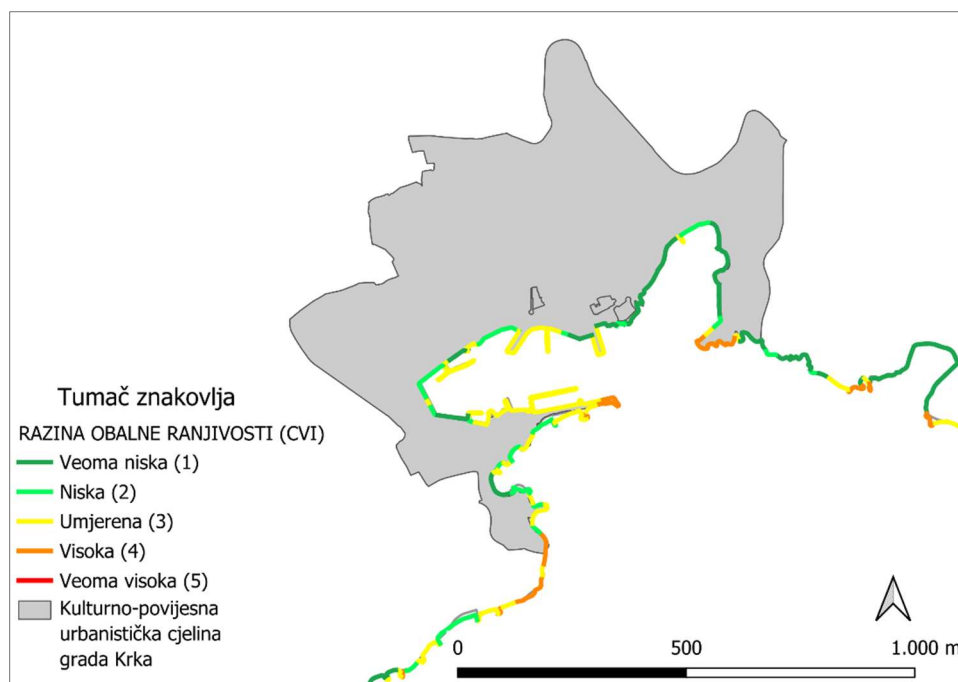 Tumač znakovlja
RAZINA OBALNE RANJIVOSTI (CVI)
Veoma niska (1)
Niska (2)
Umjerena (3)
Visoka (4)
Veoma visoka (5)
Kulturno-povijesna
urbanistička cjelina
grada Krka
0 500 1.000 m